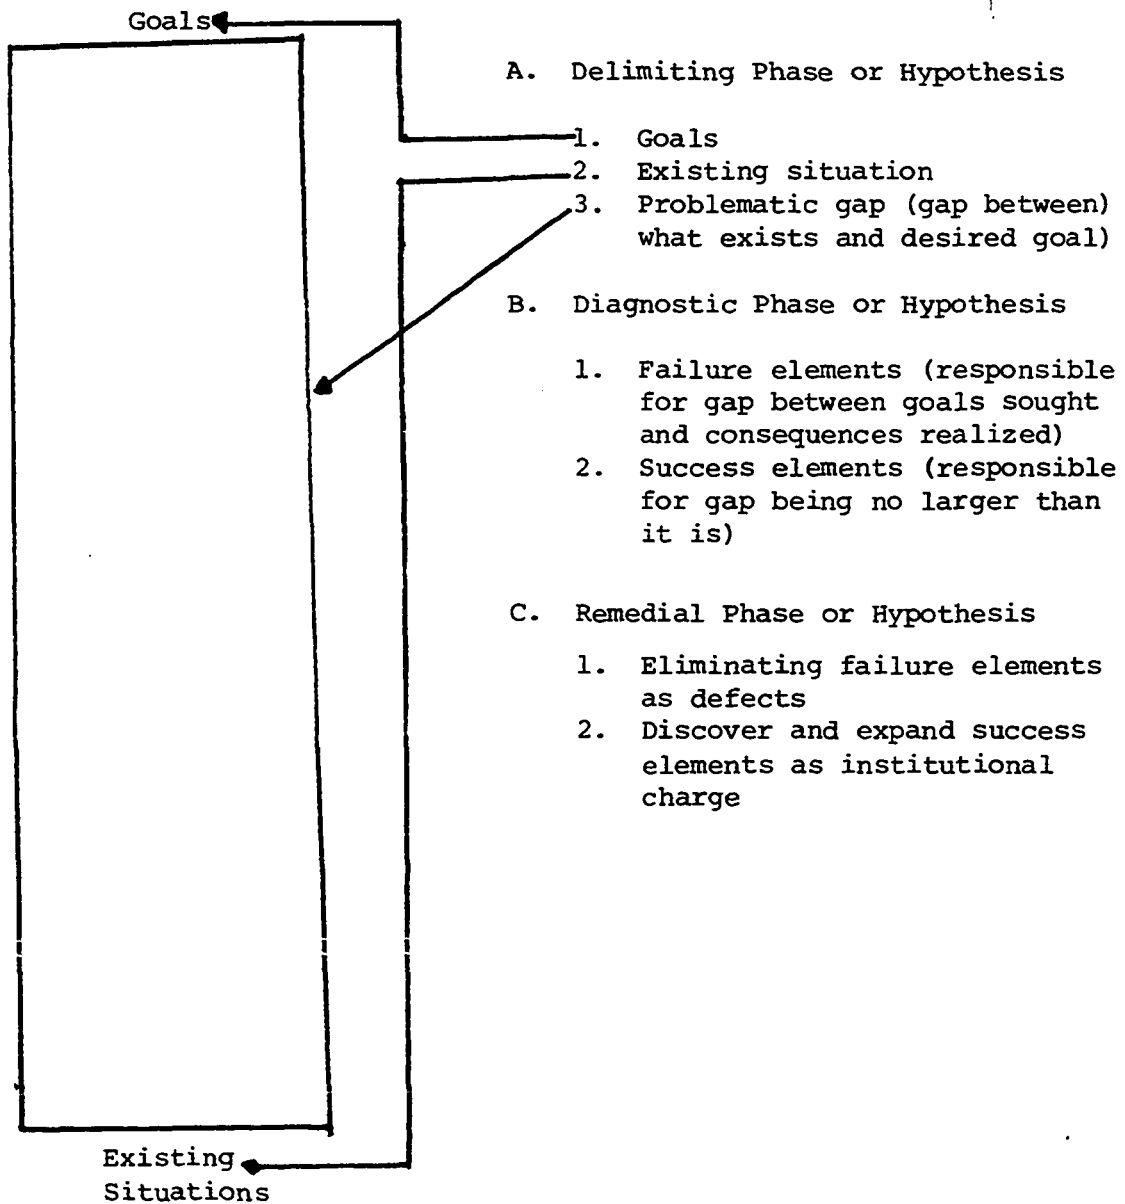 Goals
A. Delimiting Phase or Hypothesis
1. Goals
2. Existing situation
3. Problematic gap (gap between)
what exists and desired goal)
B. Diagnostic Phase or Hypothesis
1. Failure elements (responsible
for gap between goals sought
and consequences realized)
2. Success elements (responsible
for gap being no larger than
it is)
C. Remedial Phase or Hypothesis
1. Eliminating failure elements
as defects
2. Discover and expand success
elements as institutional
charge
Existing
Situations